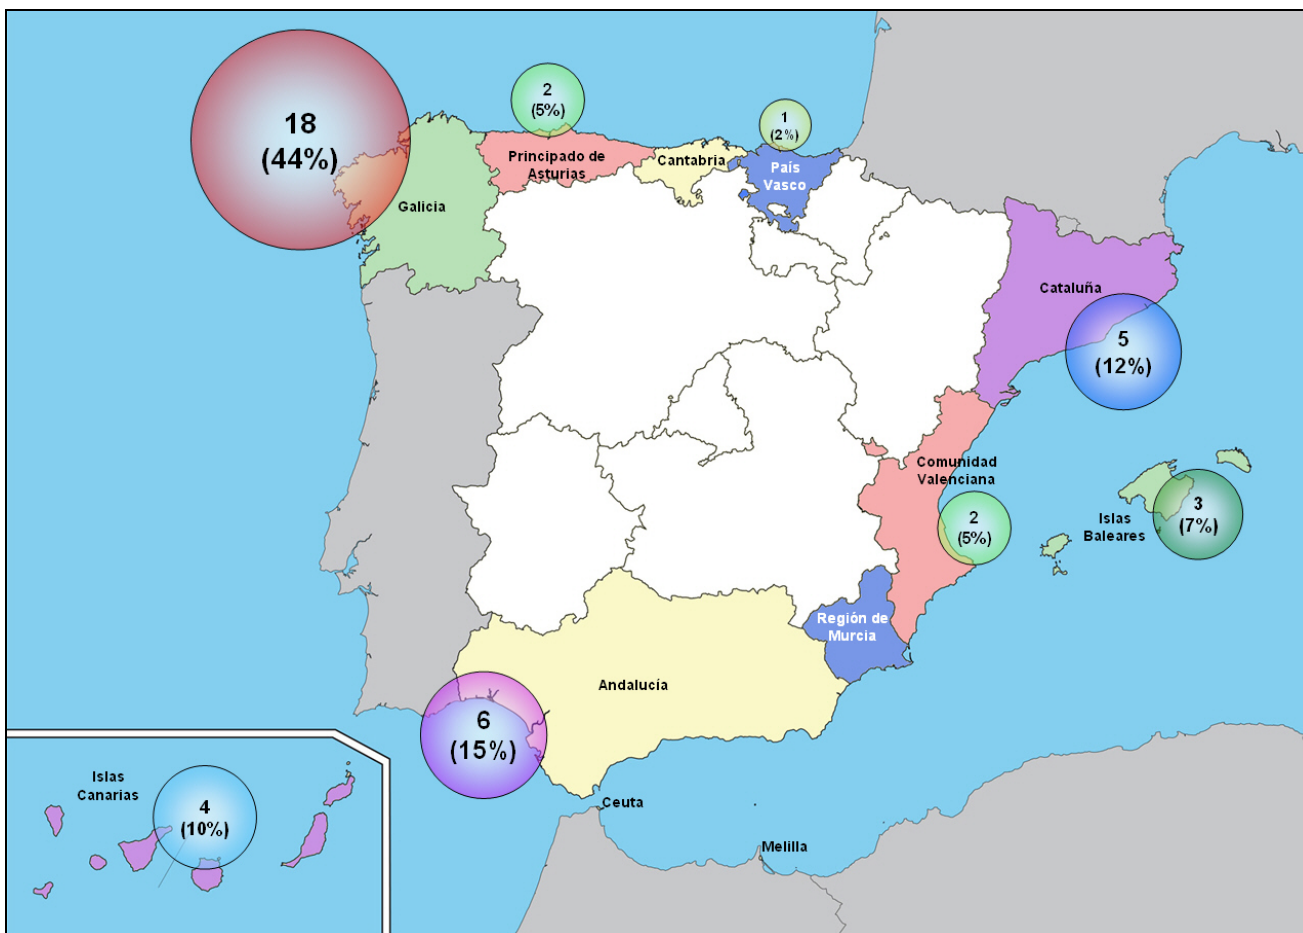 18
(44%)
2
(5%)
1
(2%)
Principado de
Asturias
Cantabria
País
Vasco
Galicia
Cataluña
5
(12%)
Comunidad
Valenciana
2
(5%)
Islas
Baleares
3
(7%)
Región de
Murcia
Andalucía
6
(15%)
Islas
Canarias
4
(10%)
Ceuta
Melilla